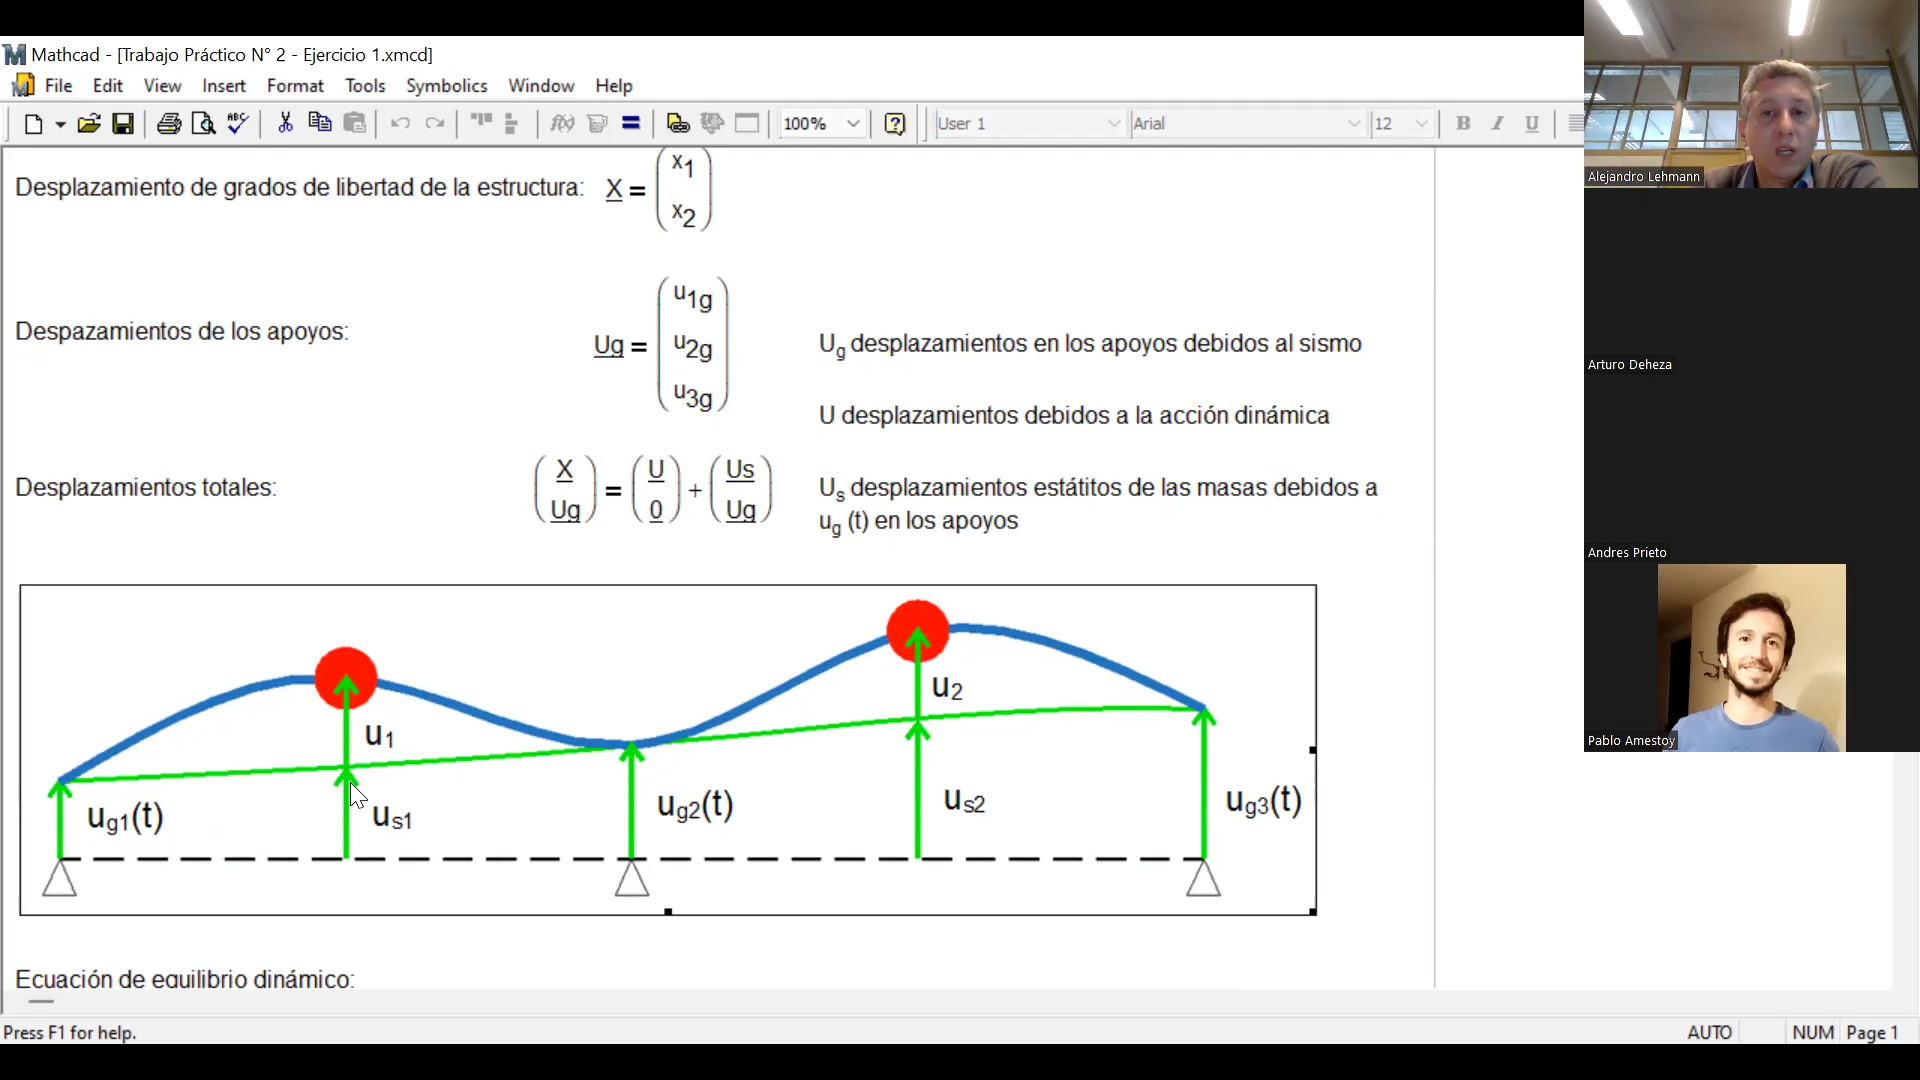 Mathcad - [Trabajo Práctico N° 2 - Ejercicio 1.xmcd]
File Edit View Insert Format Tools Symbolics Window Help
100% User 1 Arial 12 B I U
Desplazamiento de grados de libertad de la estructura: X = (x1 x2)
Despazamientos de los apoyos: Ug = (u1g u2g u3g)
Ug desplazamientos en los apoyos debidos al sismo
U desplazamientos debidos a la acción dinámica
Desplazamientos totales: (X Ug) = (U 0) + (Us Ug)
Us desplazamientos estátitos de las masas debidos a
ug (t) en los apoyos
u1
u2
ug1(t)
us1
ug2(t)
us2
ug3(t)
Ecuación de equilibrio dinámico:
Press F1 for help.
AUTO NUM Page 1
Alejandro Lehmann
Arturo Deheza
Andres Prieto
Pablo Amestoy